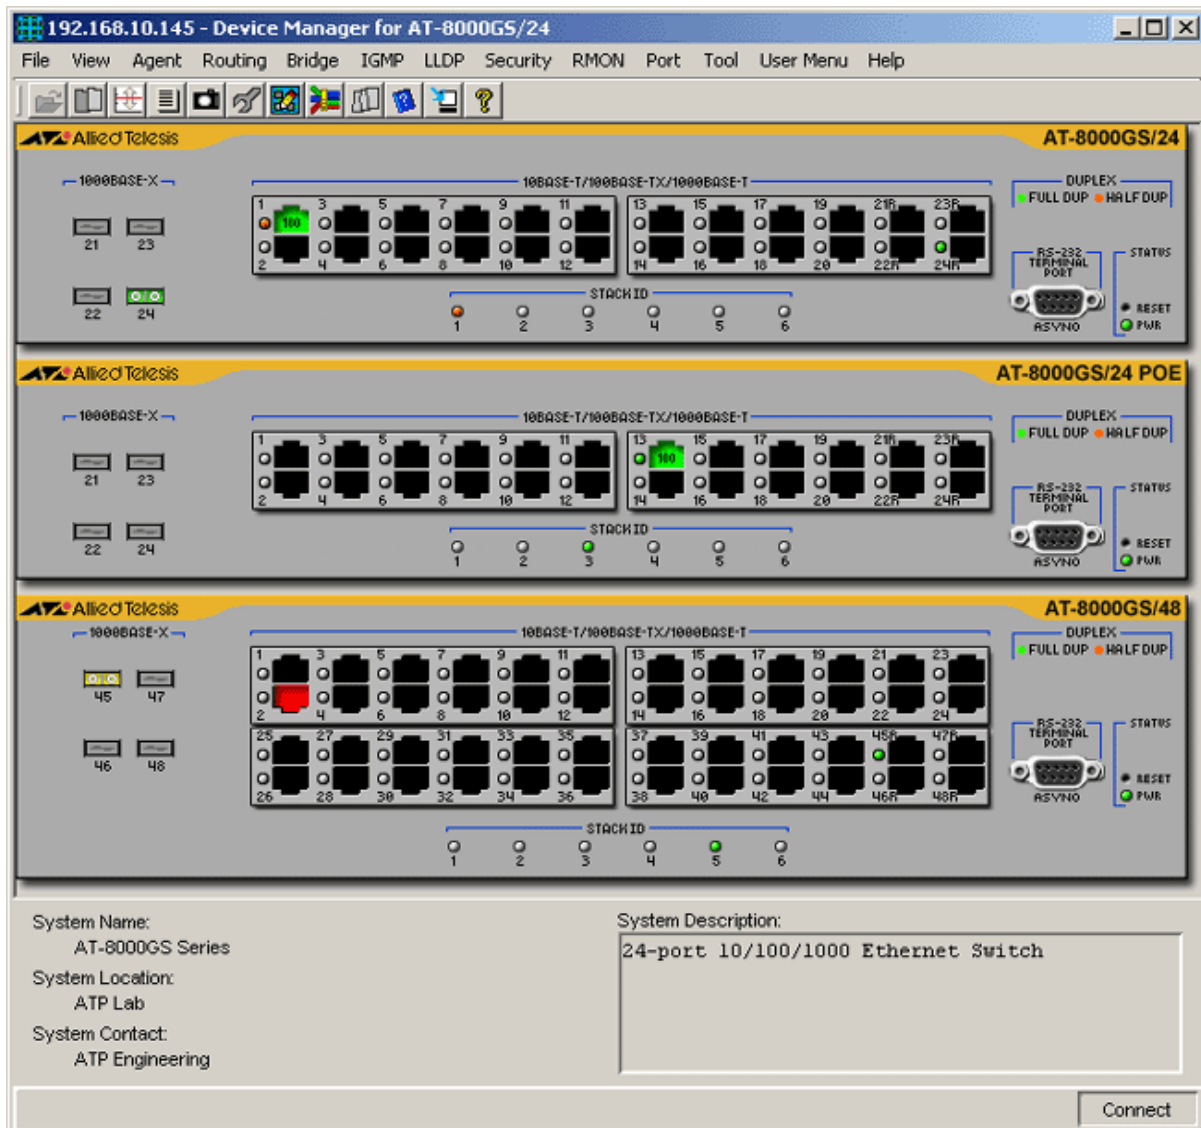 192.168.10.145 - Device Manager for AT-8000GS/24
File View Agent Routing Bridge IGMP LLDP Security RMON Port Tool User Menu Help
Allied Telesis AT-8000GS/24
1000BASE-X 10BASE-T/100BASE-TX/1000BASE-T DUPLEX
FULL DUP HALF DUP
1 3 5 7 9 11 13 15 17 19 21R 23R
100
21 23
2 4 6 8 10 12 14 16 18 20 22R 24R
RS-232 TERMINAL PORT STATUS
STACK ID
22 24
1 2 3 4 5 6
RESET
ASYNO PWR
Allied Telesis AT-8000GS/24 POE
1000BASE-X 10BASE-T/100BASE-TX/1000BASE-T DUPLEX
FULL DUP HALF DUP
1 3 5 7 9 11 13 15 17 19 21R 23R
100
21 23
2 4 6 8 10 12 14 16 18 20 22R 24R
RS-232 TERMINAL PORT STATUS
STACK ID
22 24
1 2 3 4 5 6
RESET
ASYNO PWR
Allied Telesis AT-8000GS/48
1000BASE-X 10BASE-T/100BASE-TX/1000BASE-T DUPLEX
FULL DUP HALF DUP
1 3 5 7 9 11 13 15 17 19 21 23
45 47
2 4 6 8 10 12 14 16 18 20 22 24
RS-232 TERMINAL PORT STATUS
25 27 29 31 33 35 37 39 41 43 45R 47R
46 48
26 28 30 32 34 36 38 40 42 44 46R 48R
RESET
ASYNO PWR
STACK ID
1 2 3 4 5 6
System Name:
AT-8000GS Series
System Location:
ATP Lab
System Contact:
ATP Engineering
System Description:
24-port 10/100/1000 Ethernet Switch
Connect